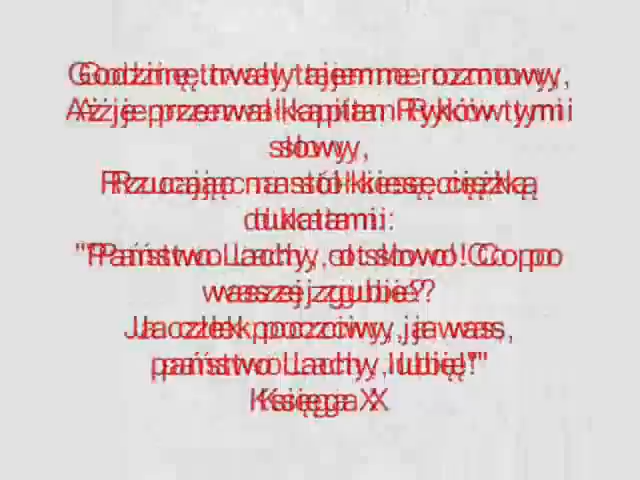 Godzinę trwały tajemne rozmowy,
Aż je przerwał kapitan Ryków tymi
słowy,
Rzucając na stół kiesę ciężką
dukatami:
"Państwo Lachy, ot słowo! Co po
waszej zgubie?
Ja człek poczciwy, ja was,
państwo Lachy, lubię!"
Księga X